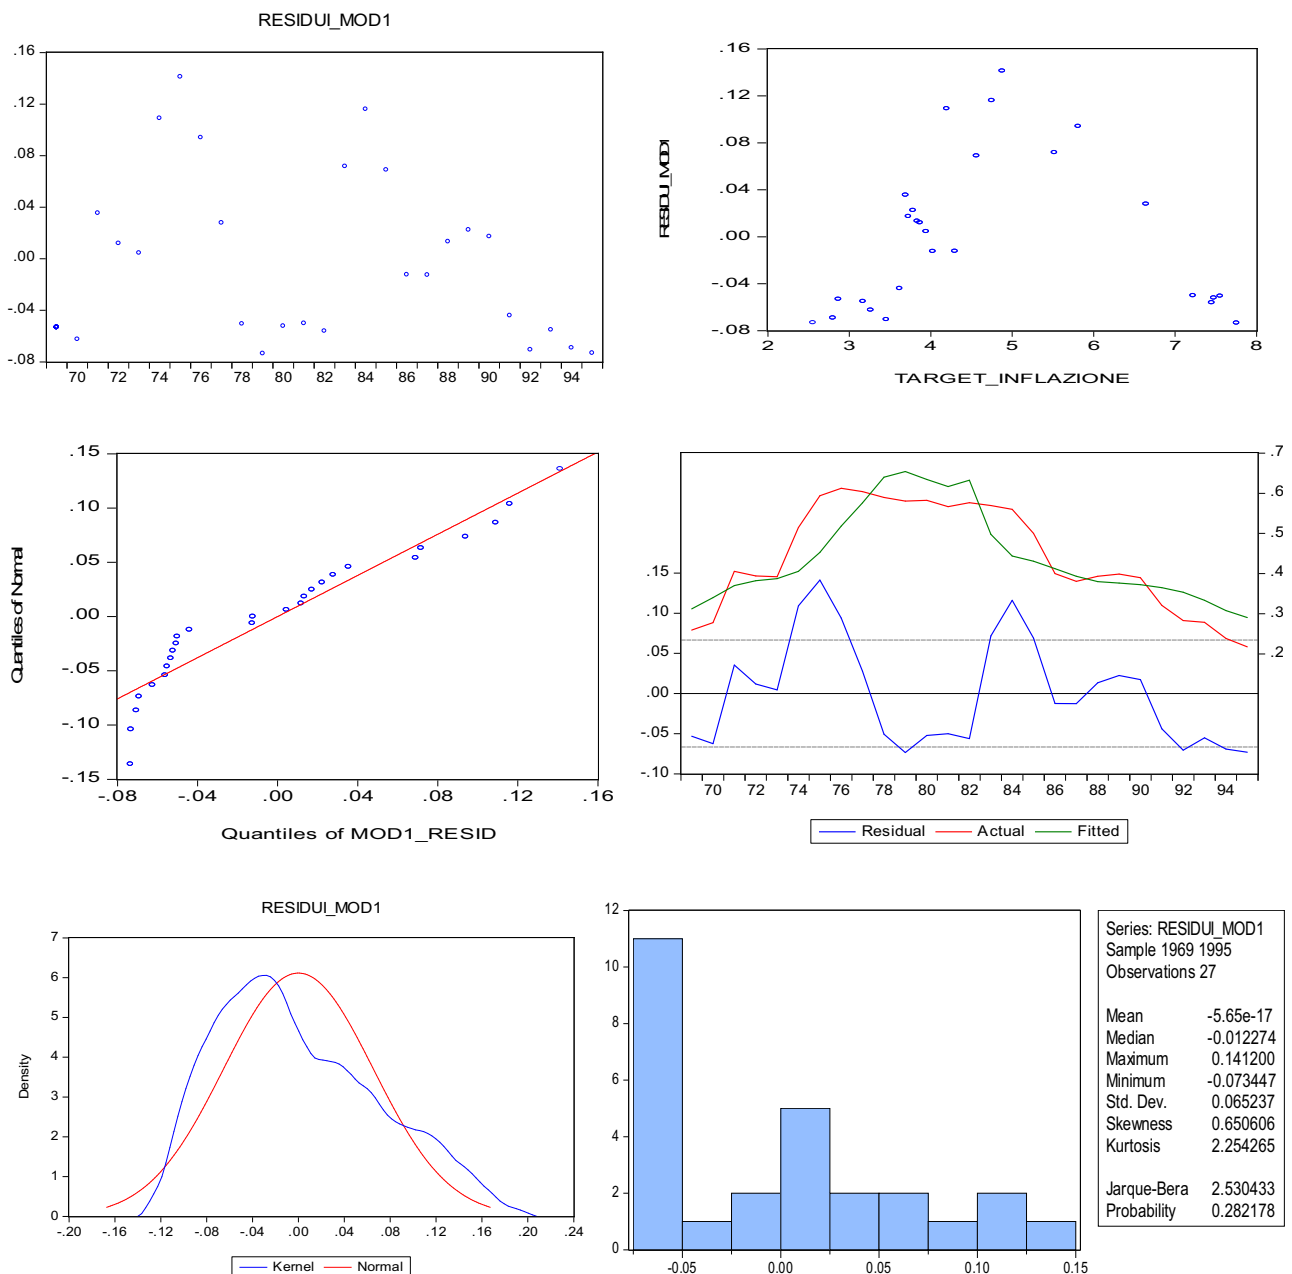 RESIDUI_MOD1
.16
.12
.08
.04
.00
-.04
-.08
70 72 74 76 78 80 82 84 86 88 90 92 94
.16
.12
.08
.04
.00
-.04
-.08
RESIDU_MODI
2 3 4 5 6 7 8
TARGET_INFLAZIONE
.15
.10
.05
.00
-.05
-.10
-.15
Quantiles of Normal
-.08 -.04 .00 .04 .08 .12 .16
Quantiles of MOD1_RESID
.7
.6
.5
.4
.3
.2
.15
.10
.05
.00
-.05
-.10
70 72 74 76 78 80 82 84 86 88 90 92 94
Residual Actual Fitted
RESIDUI_MOD1
7
6
5
4
3
2
1
0
Density
-.20 -.16 -.12 -.08 -.04 .00 .04 .08 .12 .16 .20 .24
Kernel Normal
12
10
8
6
4
2
0
-0.05 0.00 0.05 0.10 0.15
Series: RESIDUI_MOD1
Sample 1969 1995
Observations 27
Mean -5.65e-17
Median -0.012274
Maximum 0.141200
Minimum -0.073447
Std. Dev. 0.065237
Skewness 0.650606
Kurtosis 2.254265
Jarque-Bera 2.530433
Probability 0.282178